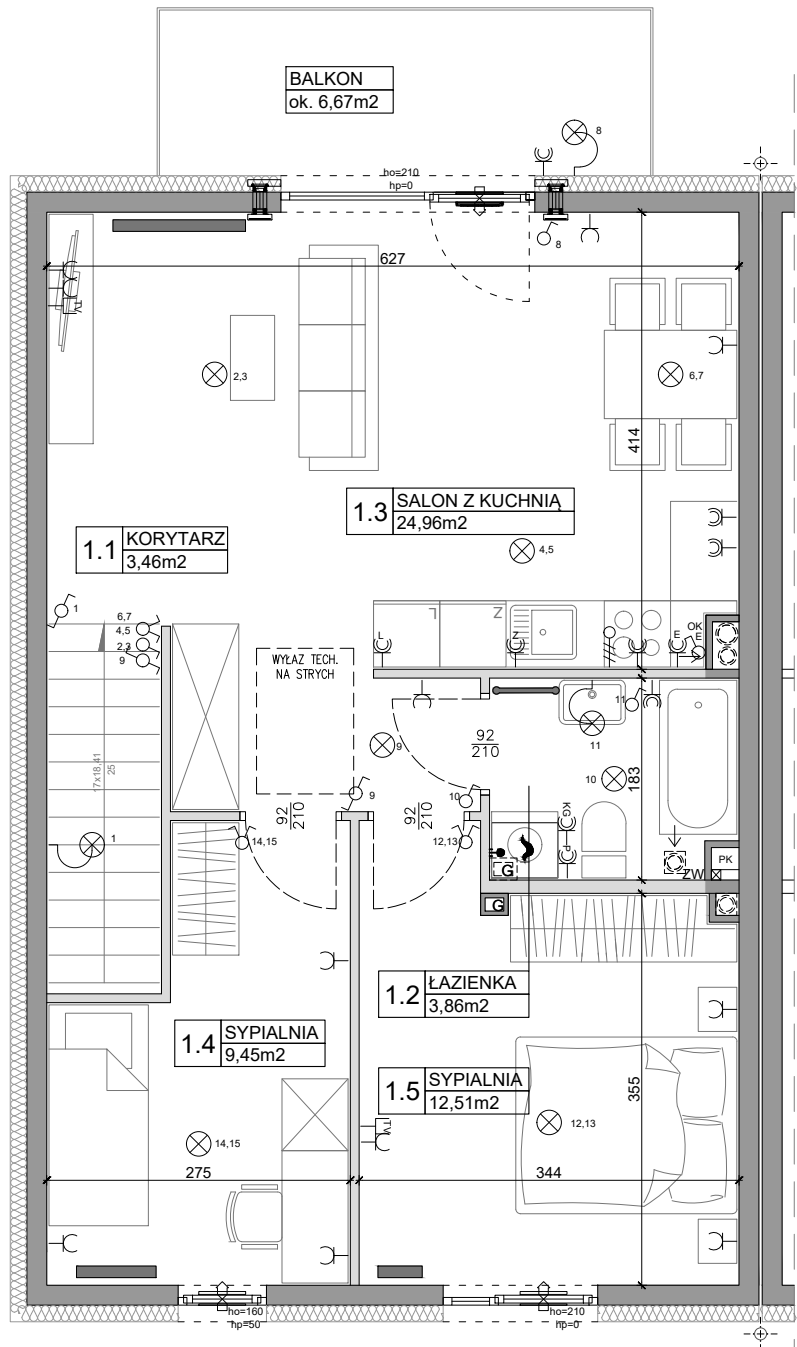 BALKON
ok. 6,67m2
8
ho=210
hp=0
8
627
TV
2,3
6,7
414
1.3 SALON Z KUCHNIĄ
24,96m2
1.1 KORYTARZ
3,46m2
4,5
1
6,7
4,5
2,3
9
L
Z
L
Z
E
OK
E
WYŁAZ TECH.
NA STRYCH
17x18,41
25
92
210
11
11
9
10
183
9
10
92
210
92
210
14,15
12,13
1
KG
P
G
PK
ZW
G
1.2 ŁAZIENKA
3,86m2
1.4 SYPIALNIA
9,45m2
1.5 SYPIALNIA
12,51m2
355
TV
12,13
14,15
275
344
ho=160
hp=50
ho=210
hp=0